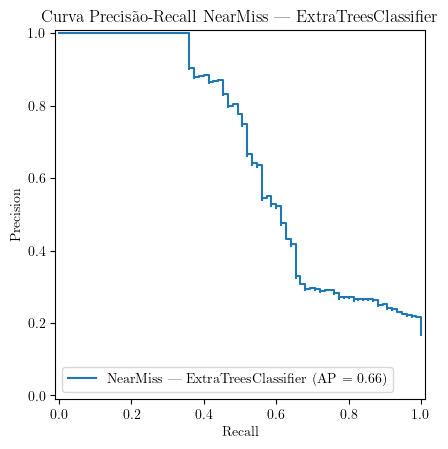 Curva Precisão-Recall NearMiss — ExtraTreesClassifier
1.0
0.8
0.6
0.4
0.2
0.0
Precision
NearMiss — ExtraTreesClassifier (AP = 0.66)
0.0 0.2 0.4 0.6 0.8 1.0
Recall